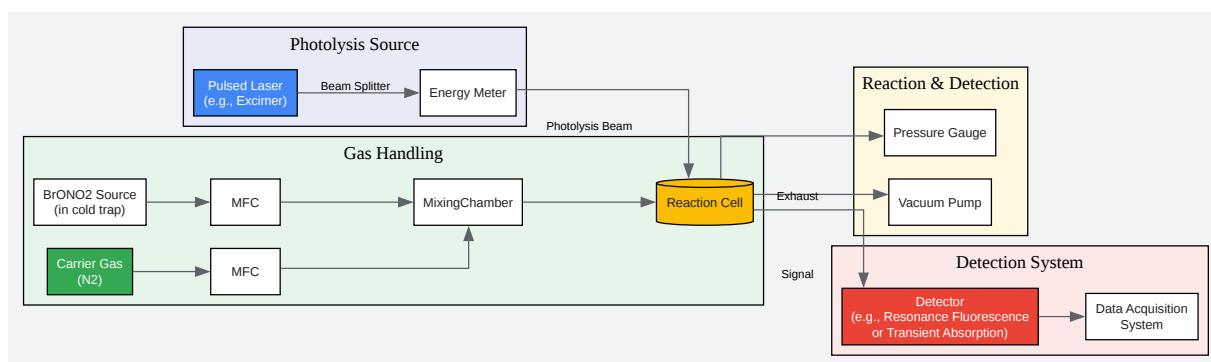 Photolysis Source
Pulsed Laser
(e.g., Excimer)
Beam Splitter
Energy Meter
Photolysis Beam
Gas Handling
BrONO2 Source
(in cold trap)
MFC
MixingChamber
Reaction Cell
Carrier Gas
(N2)
MFC
Reaction & Detection
Pressure Gauge
Exhaust
Vacuum Pump
Signal
Detection System
Detector
(e.g., Resonance Fluorescence
or Transient Absorption)
Data Acquisition
System